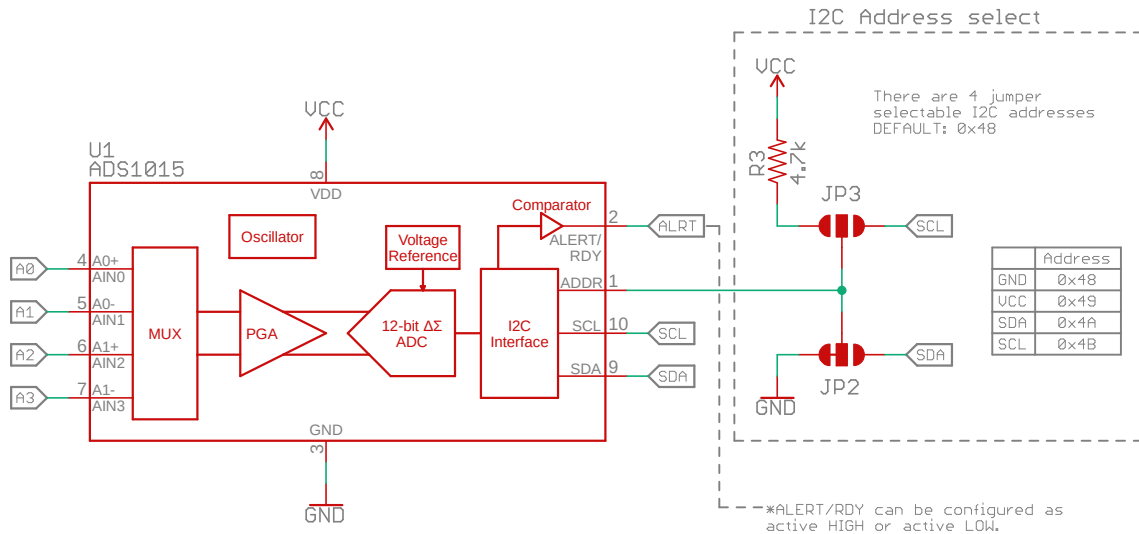 I2C Address select
VCC
There are 4 jumper
selectable I2C addresses
DEFAULT: 0x48
R3
4.7k
JP3
SCL
Address
GND 0x48
VCC 0x49
SDA 0x4A
SCL 0x4B
SDA
JP2
GND
VCC
U1
ADS1015
8
VDD
Comparator
2
ALRT
Oscillator
Voltage
Reference
ALERT/
RDY
A0
4
A0+
AIN0
ADDR
1
A1
5
A0-
AIN1
MUX
PGA
12-bit ΔΣ
ADC
I2C
Interface
SCL
10
SCL
A2
6
A1+
AIN2
SDA
9
SDA
A3
7
A1-
AIN3
GND
3
GND
*ALERT/RDY can be configured as
active HIGH or active LOW.